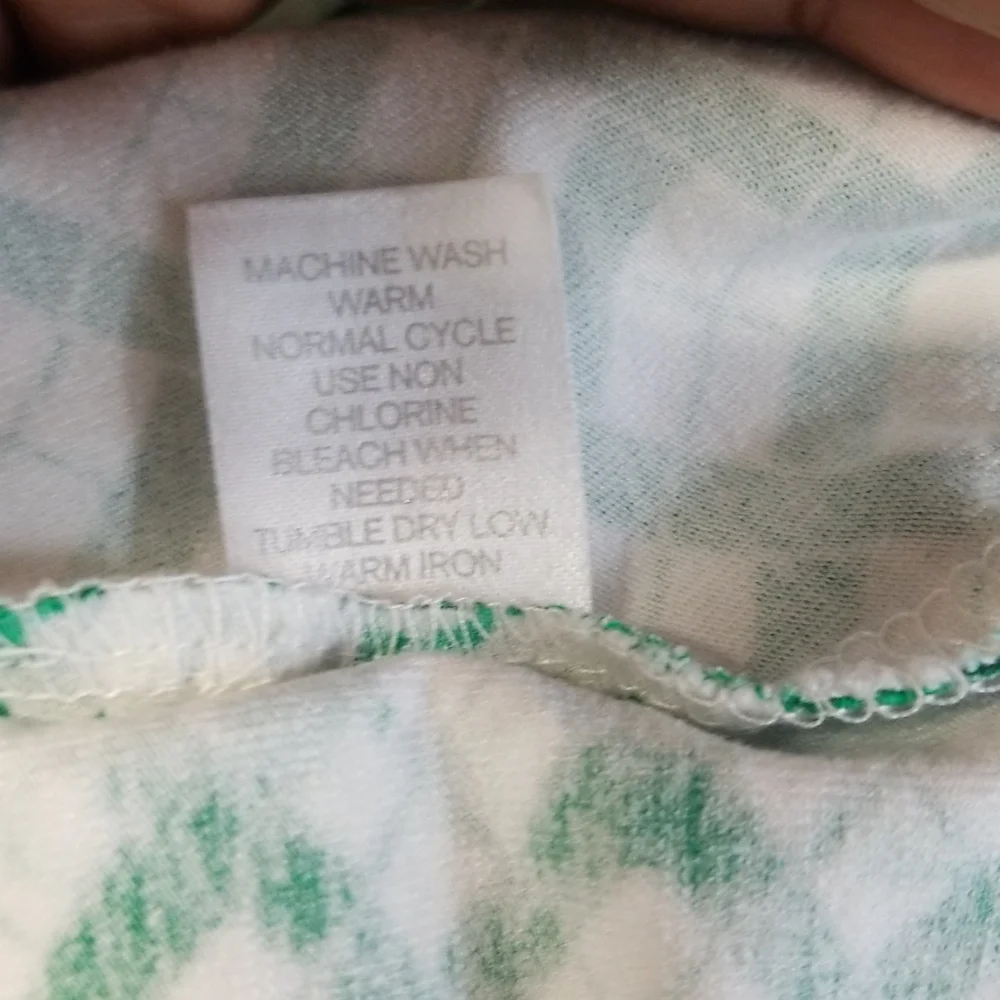 MACHINE WASH
WARM
NORMAL CYCLE
USE NON
CHLORINE
BLEACH WHEN
NEEDED
TUMBLE DRY LOW
WARM IRON